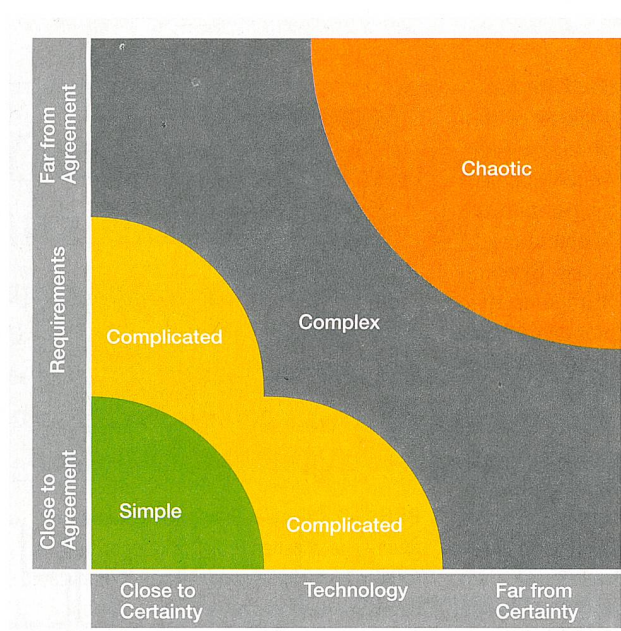 Far from
Agreement
Requirements
Close to
Agreement
Chaotic
Complex
Complicated
Simple
Complicated
Close to
Certainty
Technology
Far from
Certainty